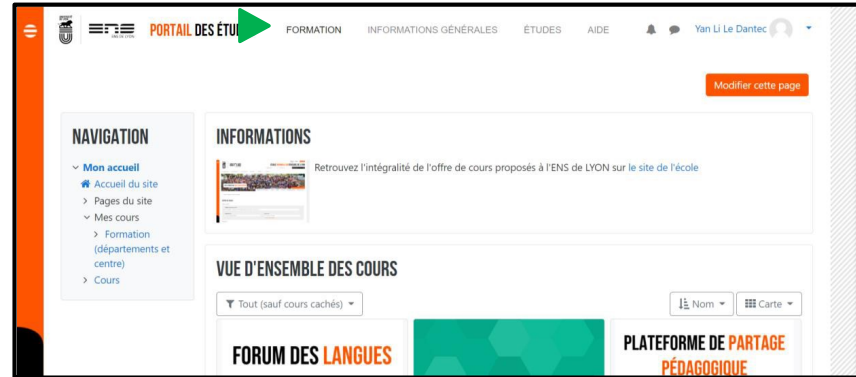 PORTAIL DES ÉTU
FORMATION
INFORMATIONS GÉNÉRALES
ÉTUDES
AIDE
Yan Li Le Dantec
Modifier cette page
NAVIGATION
Mon accueil
Accueil du site
Pages du site
Mes cours
Formation
(départements et
centre)
Cours
INFORMATIONS
Retrouvez l'intégralité de l'offre de cours proposés à l'ENS de LYON sur le site de l'école
VUE D'ENSEMBLE DES COURS
Tout (sauf cours cachés)
Nom
Carte
FORUM DES LANGUES
PLATEFORME DE PARTAGE
PÉDAGOGIQUE